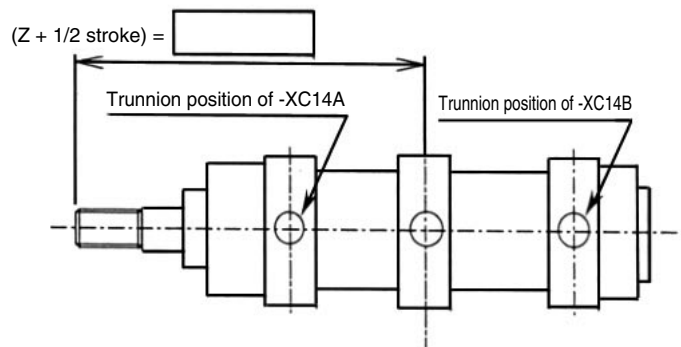 (Z + 1/2 stroke) =
Trunnion position of -XC14A
Trunnion position of -XC14B